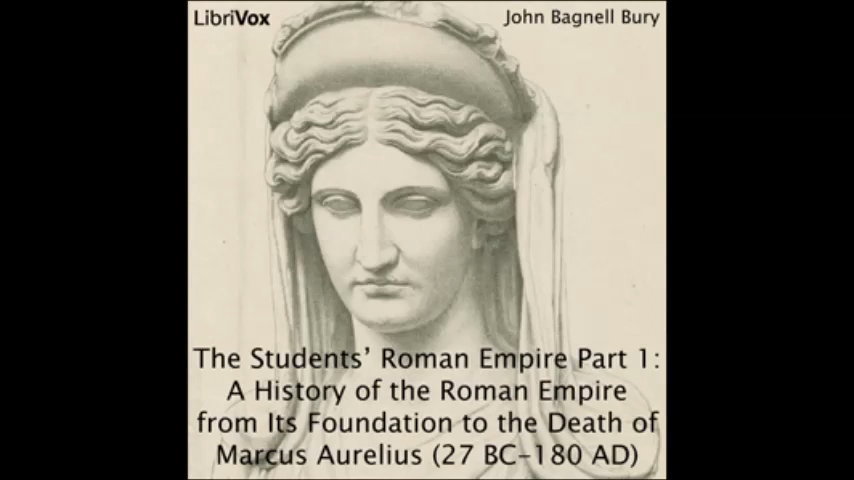 LibriVox
John Bagnell Bury
The Students’ Roman Empire Part 1:
A History of the Roman Empire
from Its Foundation to the Death of
Marcus Aurelius (27 BC–180 AD)